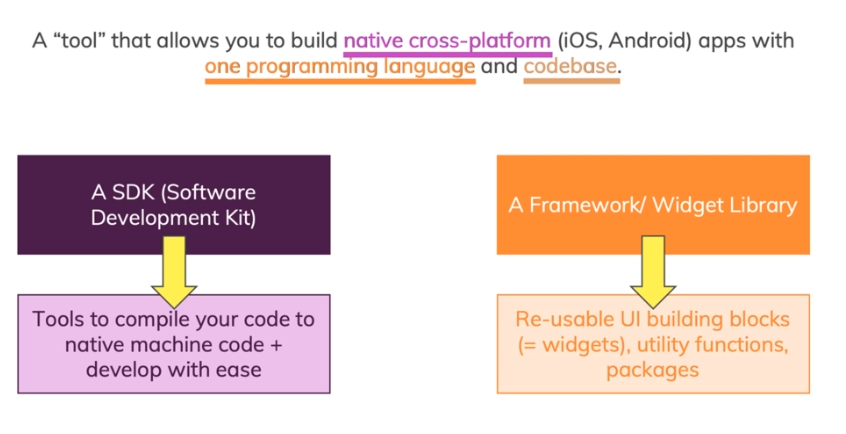 A “tool” that allows you to build native cross-platform (iOS, Android) apps with
one programming language and codebase.
A SDK (Software
Development Kit)
Tools to compile your code to
native machine code +
develop with ease
A Framework/ Widget Library
Re-usable UI building blocks
(= widgets), utility functions,
packages